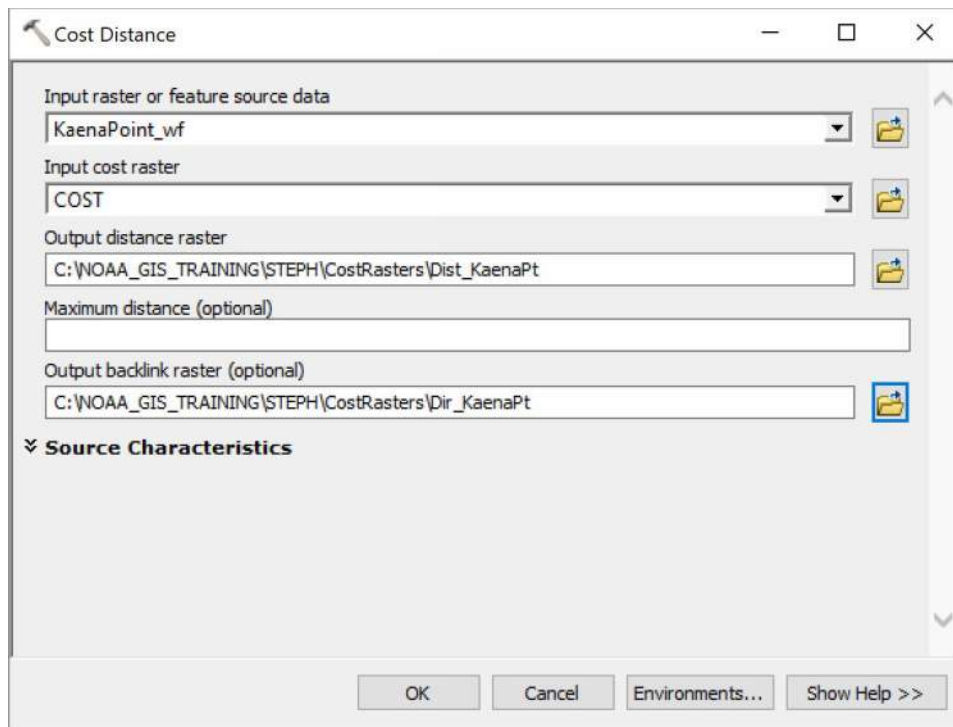 Cost Distance
Input raster or feature source data
KaenaPoint_wf
Input cost raster
COST
Output distance raster
C:\NOAA_GIS_TRAINING\STEPH\CostRasters\Dist_KaenaPt
Maximum distance (optional)
Output backlink raster (optional)
C:\NOAA_GIS_TRAINING\STEPH\CostRasters\Dir_KaenaPt
Source Characteristics
OK Cancel Environments... Show Help >>